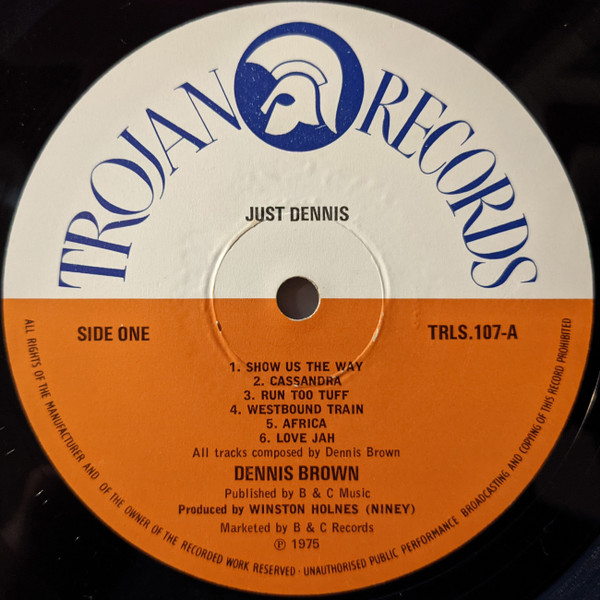 TROJAN RECORDS
JUST DENNIS
SIDE ONE
TRLS.107-A
1. SHOW US THE WAY
2. CASSANDRA
3. RUN TOO TUFF
4. WESTBOUND TRAIN
5. AFRICA
6. LOVE JAH
All tracks composed by Dennis Brown
DENNIS BROWN
Published by B & C Music
Produced by WINSTON HOLNES (NINEY)
Marketed by B & C Records
℗ 1975
ALL RIGHTS OF THE MANUFACTURER AND OF THE OWNER OF THE RECORDED WORK RESERVED · UNAUTHORISED PUBLIC PERFORMANCE BROADCASTING AND COPYING OF THIS RECORD PROHIBITED